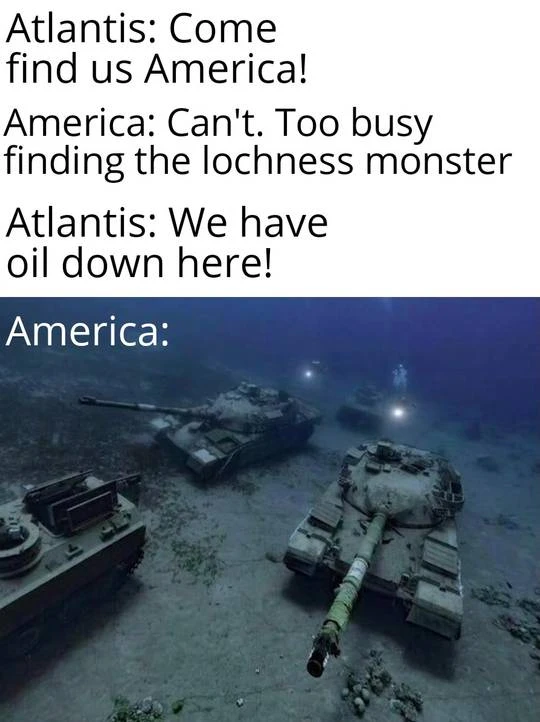 Atlantis: Come
find us America!
America: Can't. Too busy
finding the lochness monster
Atlantis: We have
oil down here!
America: